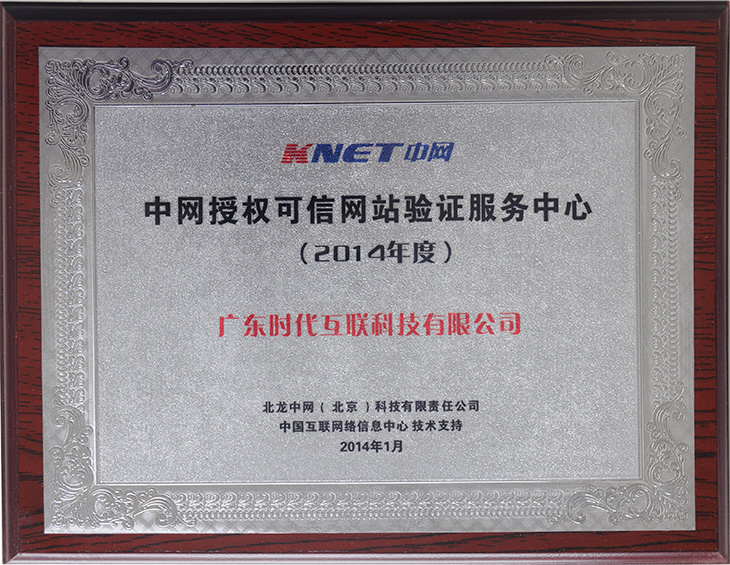 KNET中网
中网授权可信网站验证服务中心
（2014年度）
广东时代互联科技有限公司
北龙中网（北京）科技有限责任公司
中国互联网络信息中心 技术支持
2014年1月